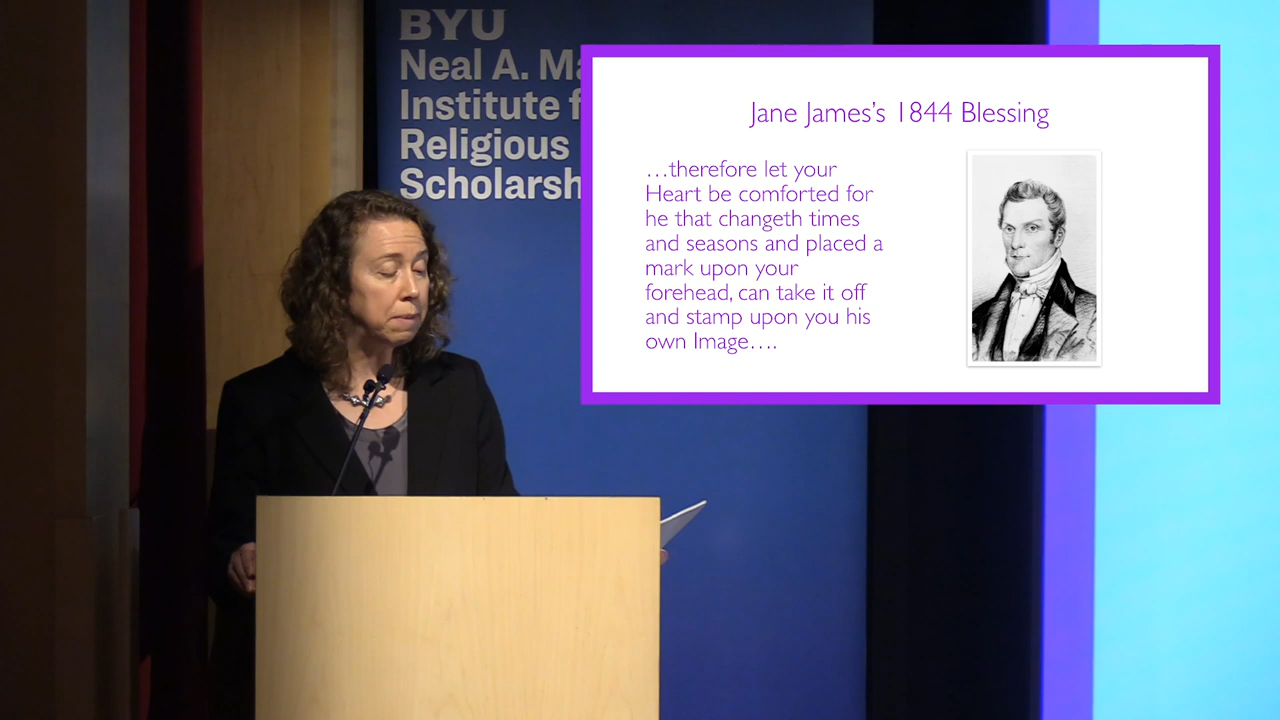 BYU
Neal A.
Institute
Religious
Scholarsh
Jane James's 1844 Blessing
…therefore let your
Heart be comforted for
he that changeth times
and seasons and placed a
mark upon your
forehead, can take it off
and stamp upon you his
own Image….